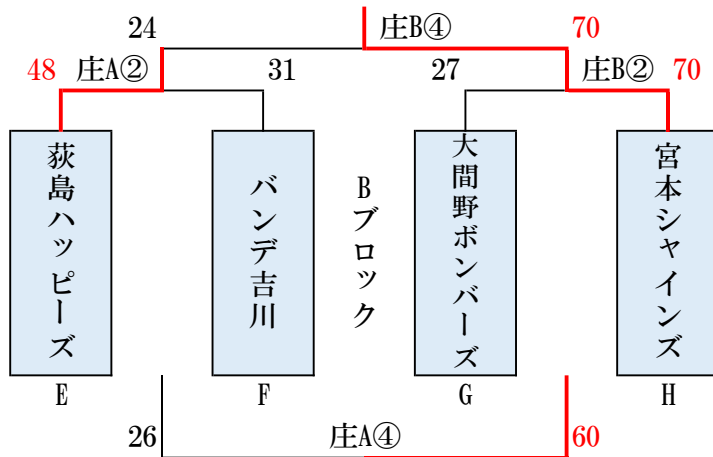 24 庄B④ 70
48 庄A② 31 27 庄B② 70
荻島ハッピーズ
バンデ吉川
Bブロック
大間野ボンバーズ
宮本シャインズ
E F G H
26 庄A④ 60